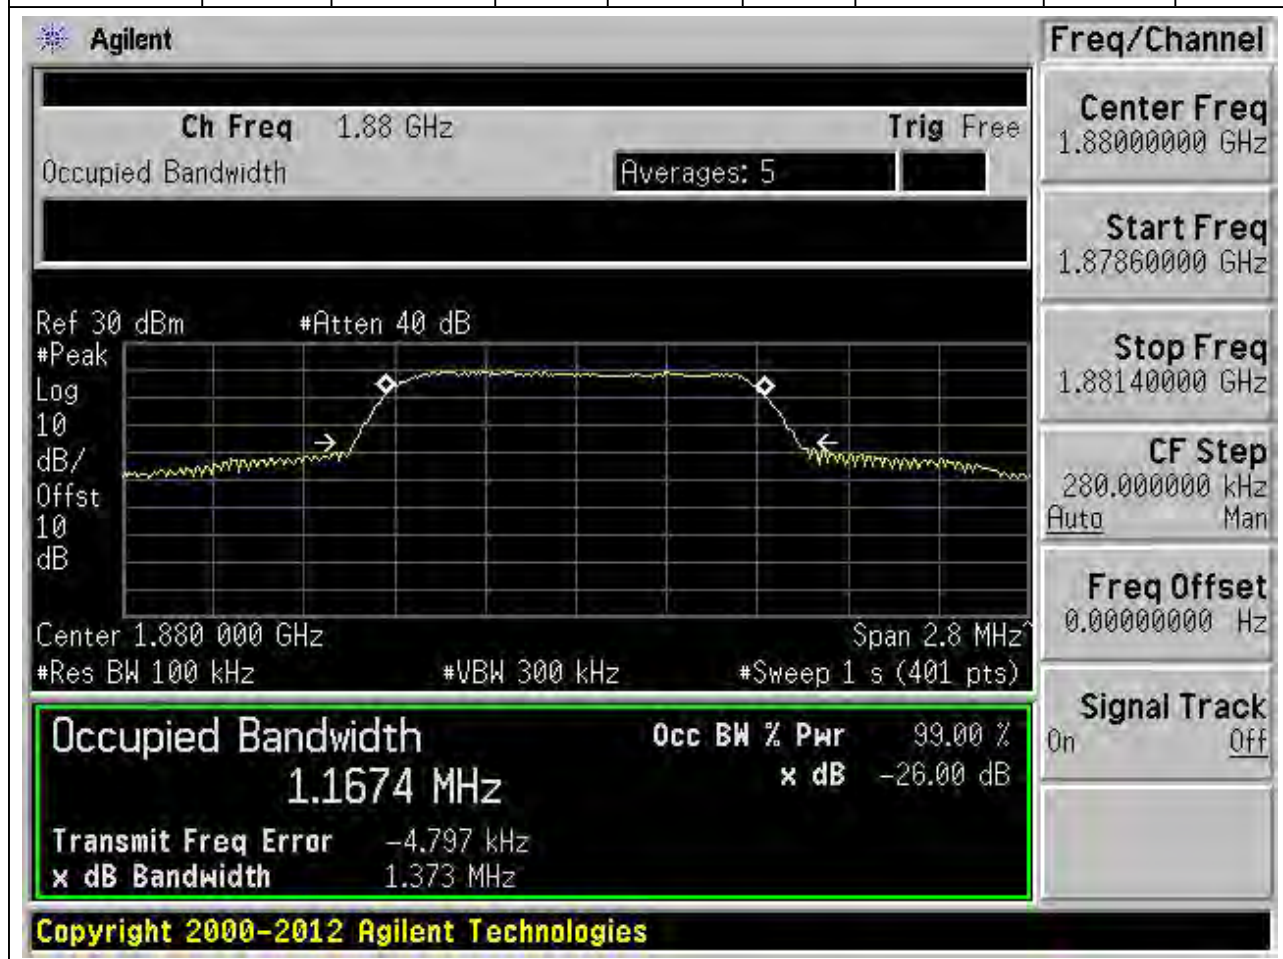 Agilent
Freq/Channel
Ch Freq 1.88 GHz Trig Free
Occupied Bandwidth Averages: 5
Center Freq
1.88000000 GHz
Start Freq
1.87860000 GHz
Stop Freq
1.88140000 GHz
CF Step
280.000000 kHz
Auto Man
Freq Offset
0.00000000 Hz
Signal Track
On Off
Ref 30 dBm #Atten 40 dB
#Peak
Log
10
dB/
Offst
10
dB
Center 1.880 000 GHz Span 2.8 MHz^
#Res BW 100 kHz #VBW 300 kHz #Sweep 1 s (401 pts)
Occupied Bandwidth Occ BW % Pwr 99.00 %
1.1674 MHz x dB -26.00 dB
Transmit Freq Error -4.797 kHz
x dB Bandwidth 1.373 MHz
Copyright 2000-2012 Agilent Technologies